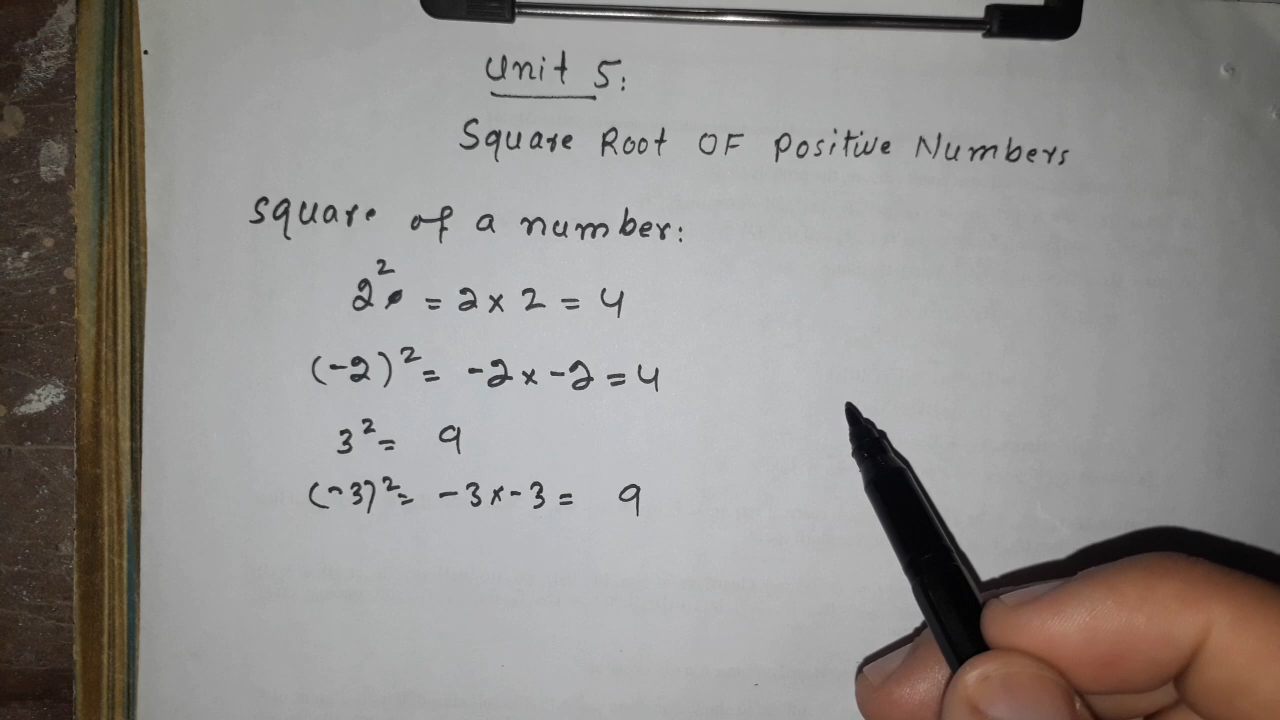 Unit 5:
Square Root OF Positive Numbers
square of a number:
2² = 2 x 2 = 4
(-2)² = -2 x -2 = 4
3² = 9
(-3)² = -3 x -3 = 9